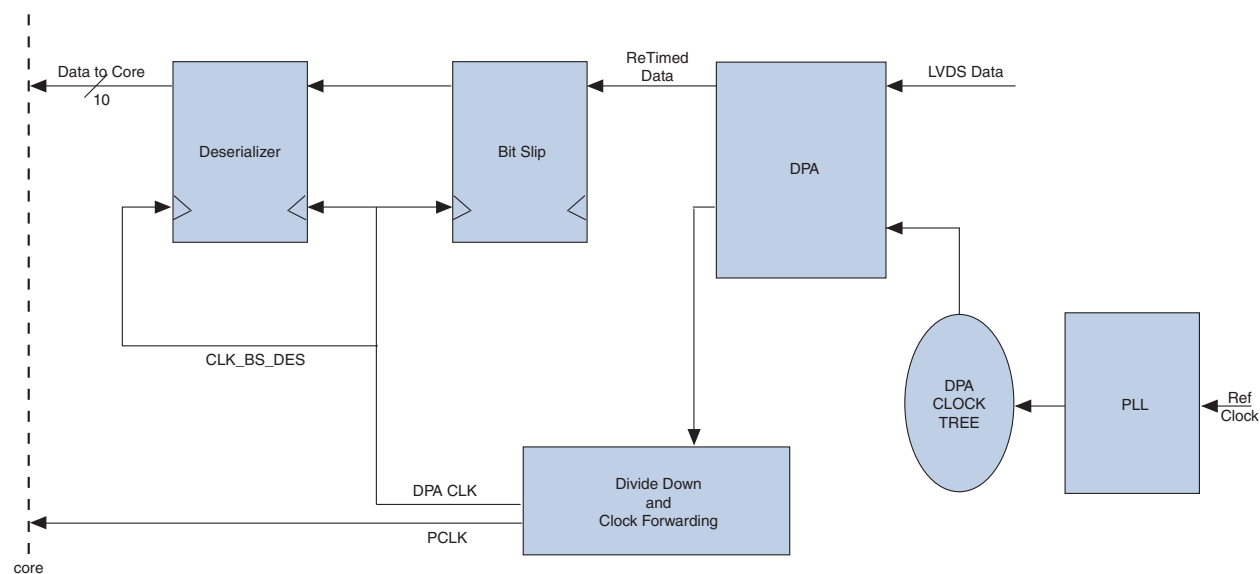 Data to Core
10
Deserializer
Bit Slip
ReTimed
Data
DPA
LVDS Data
CLK_BS_DES
DPA
CLOCK
TREE
PLL
Ref
Clock
DPA CLK
PCLK
Divide Down
and
Clock Forwarding
core